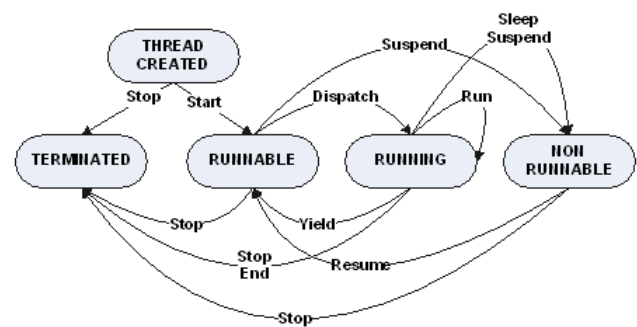 Sleep
Suspend
THREAD
CREATED
Suspend
Stop
Start
Dispatch
Run
TERMINATED
RUNNABLE
RUNNING
NON
RUNNABLE
Stop
Yield
Stop
End
Resume
Stop